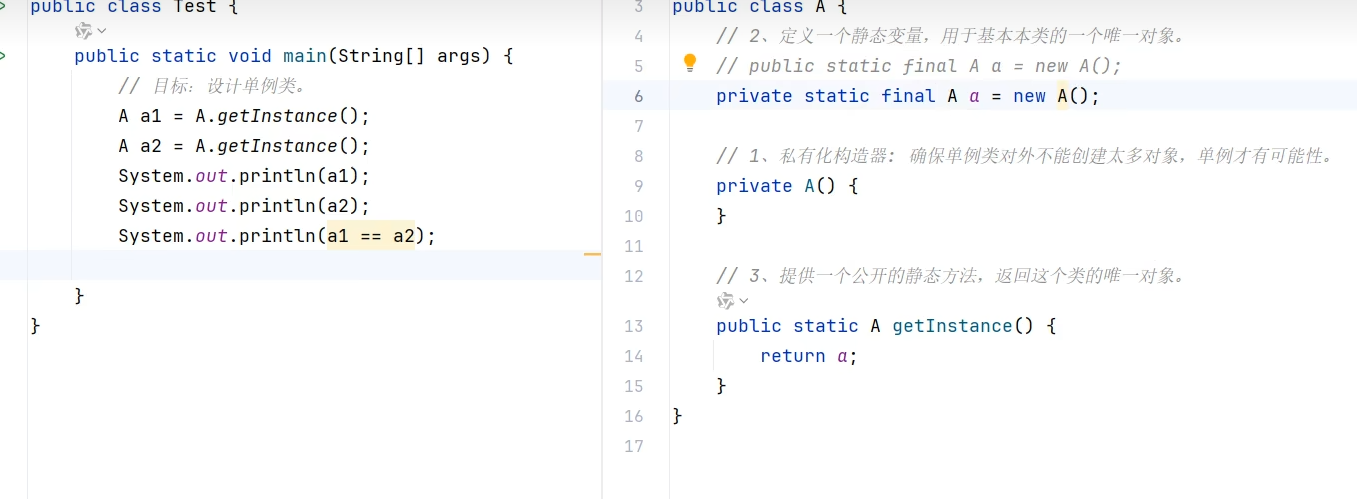 public class Test {
public static void main(String[] args) {
// 目标：设计单例类。
A a1 = A.getInstance();
A a2 = A.getInstance();
System.out.println(a1);
System.out.println(a2);
System.out.println(a1 == a2);
}
}
3 public class A {
4 // 2、定义一个静态变量，用于基本本类的一个唯一对象。
5 // public static final A a = new A();
6 private static final A a = new A();
7
8 // 1、私有化构造器: 确保单例类对外不能创建太多对象，单例才有可能性。
9 private A() {
10 }
11
12 // 3、提供一个公开的静态方法，返回这个类的唯一对象。
13 public static A getInstance() {
14 return a;
15 }
16 }
17